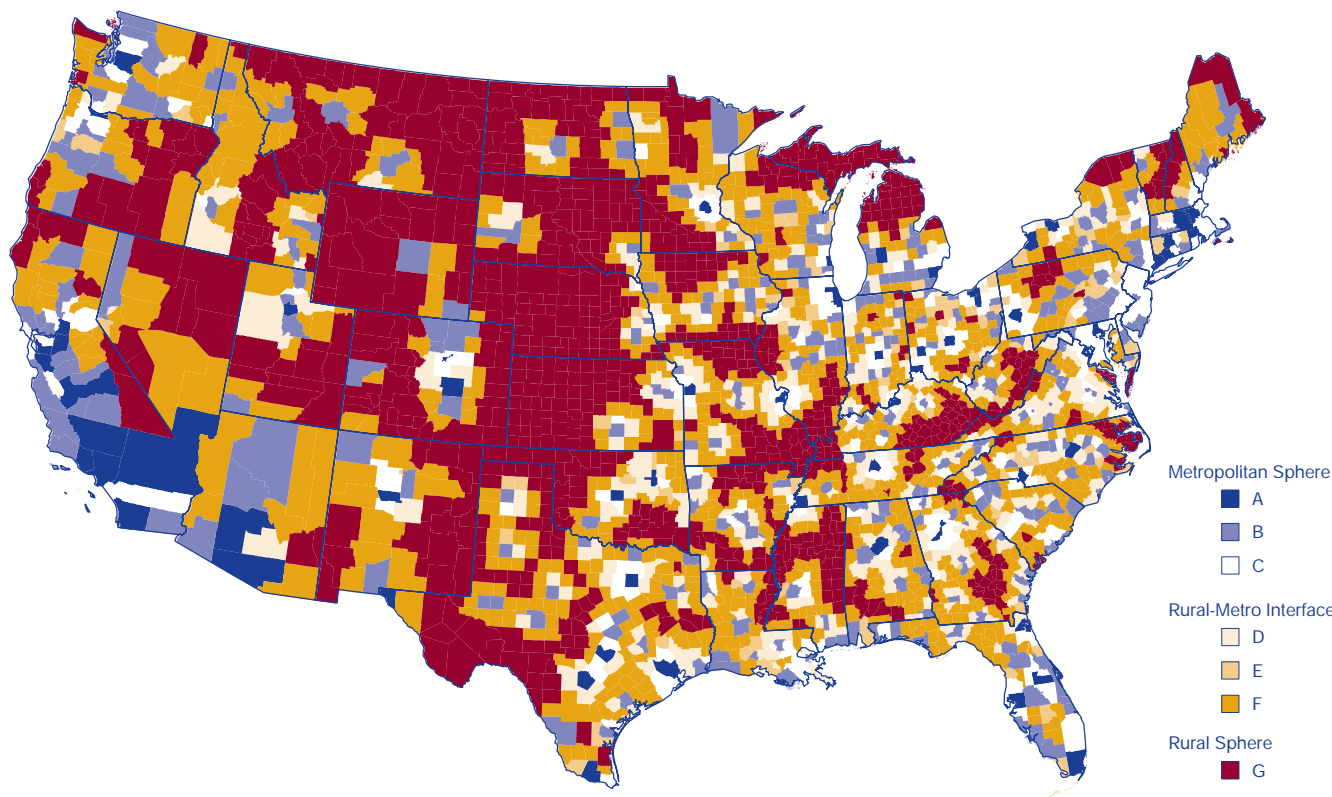 Metropolitan Sphere
A
B
C
Rural-Metro Interface
D
E
F
Rural Sphere
G